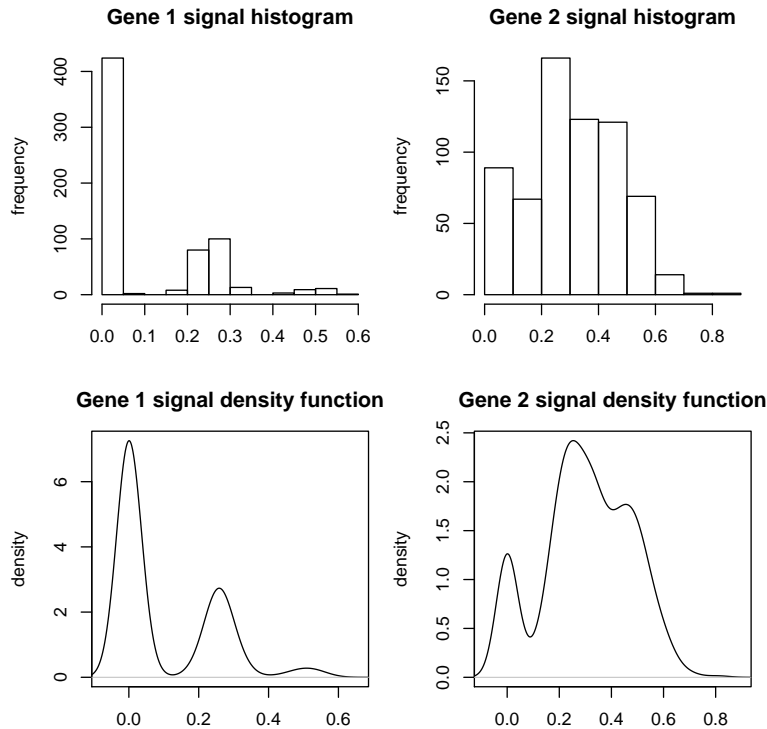 Gene 1 signal histogram
frequency
0 100 200 300 400
0.0 0.1 0.2 0.3 0.4 0.5 0.6
Gene 2 signal histogram
frequency
0 50 100 150
0.0 0.2 0.4 0.6 0.8
Gene 1 signal density function
density
0 2 4 6
0.0 0.2 0.4 0.6
Gene 2 signal density function
density
0.0 0.5 1.0 1.5 2.0 2.5
0.0 0.2 0.4 0.6 0.8